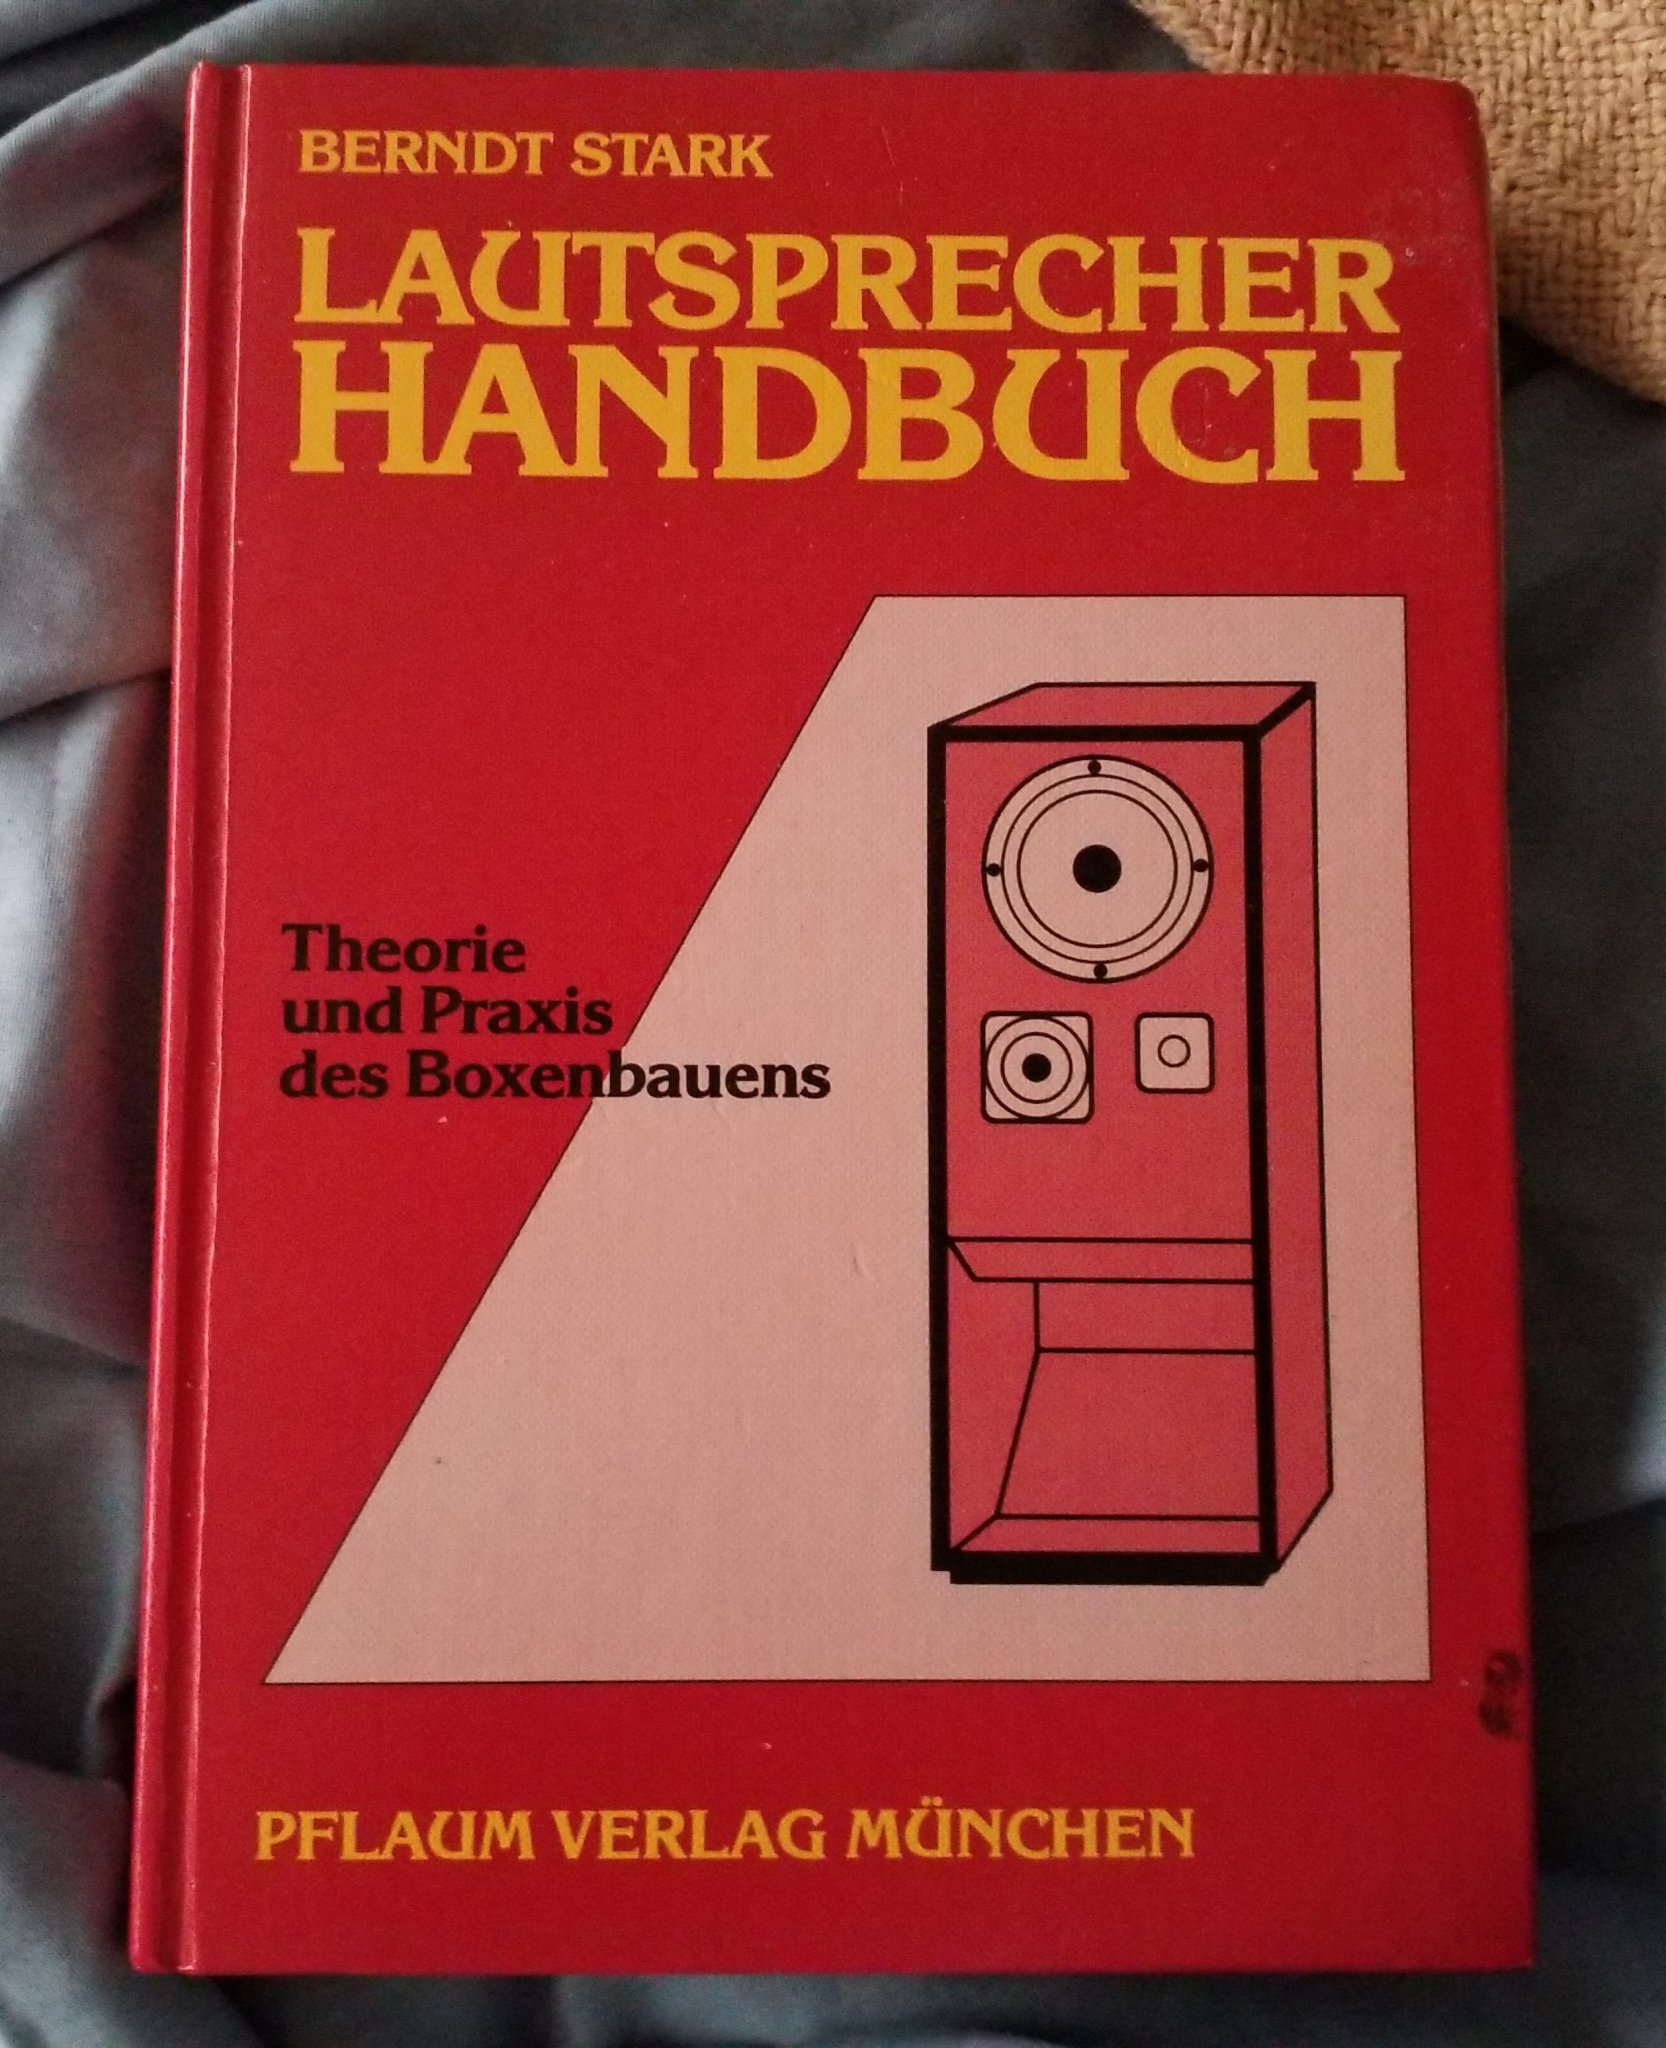 BERNDT STARK
LAUTSPRECHER
HANDBUCH
Theorie
und Praxis
des Boxenbauens
PFLAUM VERLAG MÜNCHEN